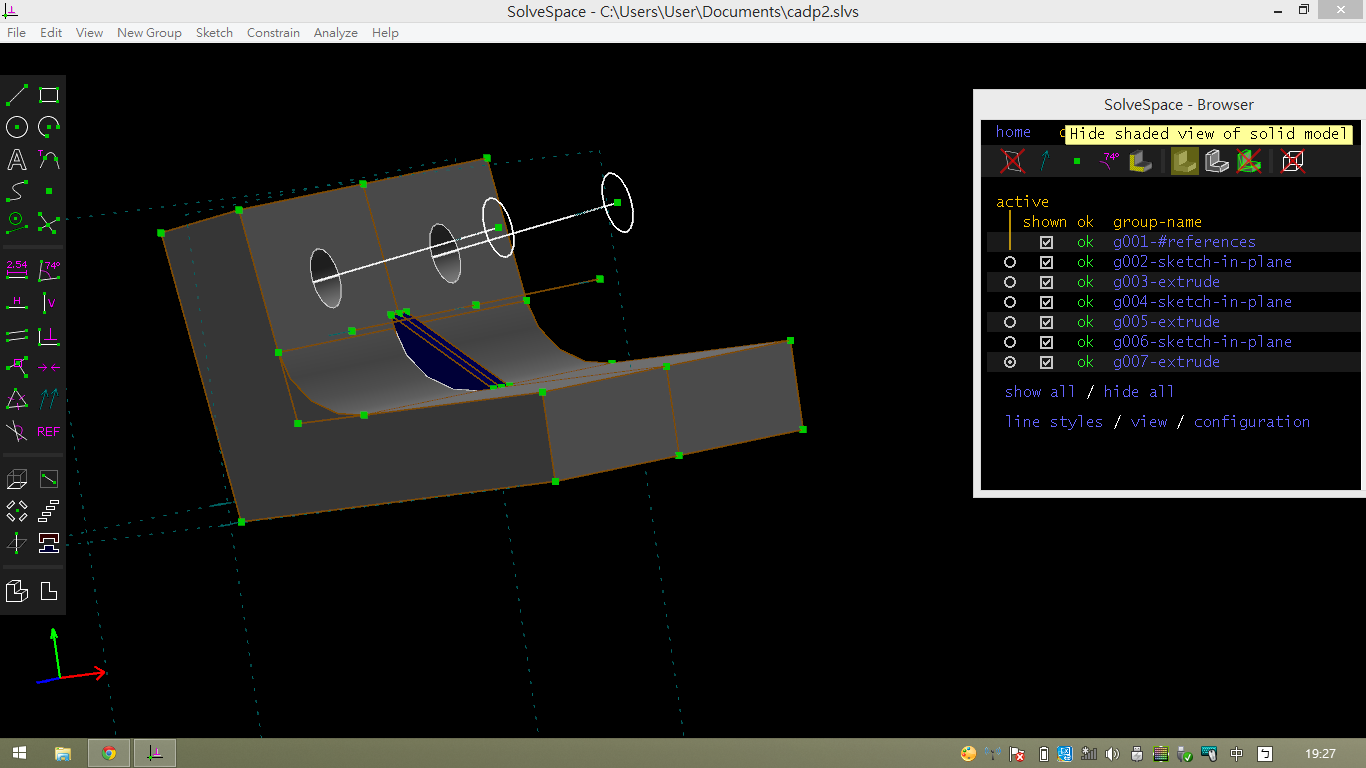 SolveSpace - C:\Users\User\Documents\cadp2.slvs
File Edit View New Group Sketch Constrain Analyze Help
SolveSpace - Browser
home
Hide shaded view of solid model
74°
active
shown ok group-name
ok g001-#references
ok g002-sketch-in-plane
ok g003-extrude
ok g004-sketch-in-plane
ok g005-extrude
ok g006-sketch-in-plane
ok g007-extrude
show all / hide all
line styles / view / configuration
A T
2.54 74°
H V
REF
中
19:27